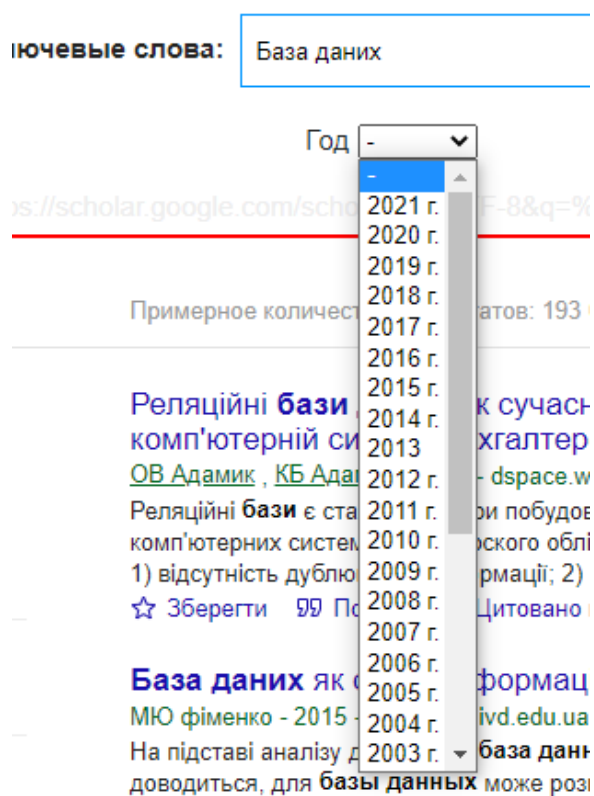 лючевые слова: База даних
Год -
-
2021 г.
2020 г.
2019 г.
2018 г.
2017 г.
2016 г.
2015 г.
2014 г.
2013
2012 г.
2011 г.
2010 г.
2009 г.
2008 г.
2007 г.
2006 г.
2005 г.
2004 г.
2003 г.
ps://scholar.google.com/scho F-8&q=%
Примерное количест атов: 193
Реляційні бази к сучасн
комп'ютерній си хгалтер
ОВ Адамик , КБ Ада - dspace.w
Реляційні бази є ста ри побудов
комп'ютерних систем рского облі
1) відсутність дублю рмації; 2)
Зберегти По Цитовано
База даних як формац
МЮ фіменко - 2015 - ivd.edu.ua
На підставі аналізу д база данн
доводиться, для базы данных може розг